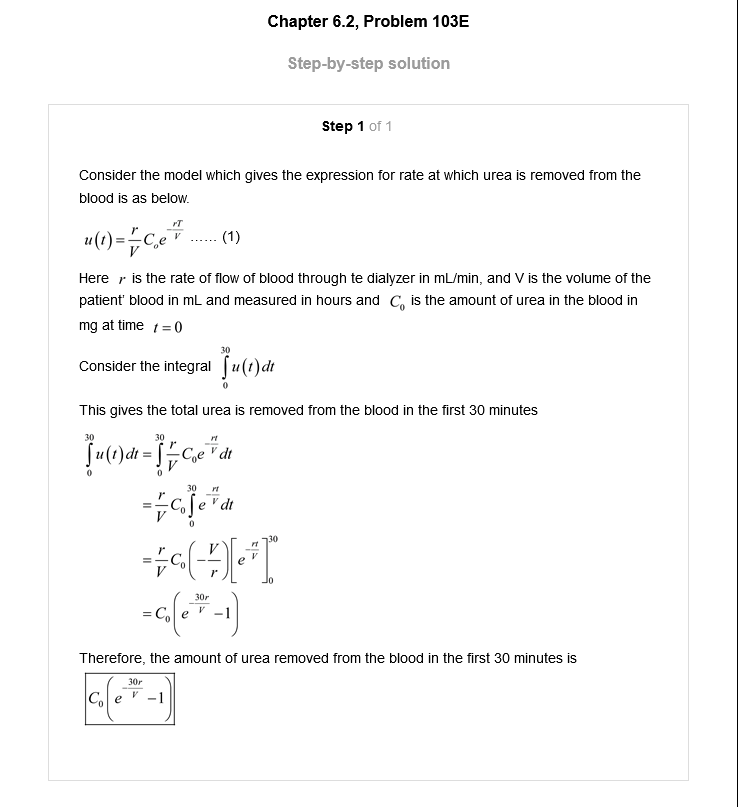 Chapter 6.2, Problem 103E
Step-by-step solution
Step 1 of 1
Consider the model which gives the expression for rate at which urea is removed from the
blood is as below.
u(t) = \frac{r}{V} C_o e^{-\frac{rT}{V}} ...... (1)
Here r is the rate of flow of blood through te dialyzer in mL/min, and V is the volume of the
patient' blood in mL and measured in hours and C_0 is the amount of urea in the blood in
mg at time t = 0
Consider the integral \int_0^{30} u(t) dt
This gives the total urea is removed from the blood in the first 30 minutes
\int_0^{30} u(t) dt = \int_0^{30} \frac{r}{V} C_0 e^{-\frac{rt}{V}} dt
= \frac{r}{V} C_0 \int_0^{30} e^{-\frac{rt}{V}} dt
= \frac{r}{V} C_0 \left( -\frac{V}{r} \right) \left[ e^{-\frac{rt}{V}} \right]_0^{30}
= C_0 \left( e^{-\frac{30r}{V}} - 1 \right)
Therefore, the amount of urea removed from the blood in the first 30 minutes is
C_0 \left( e^{-\frac{30r}{V}} - 1 \right)